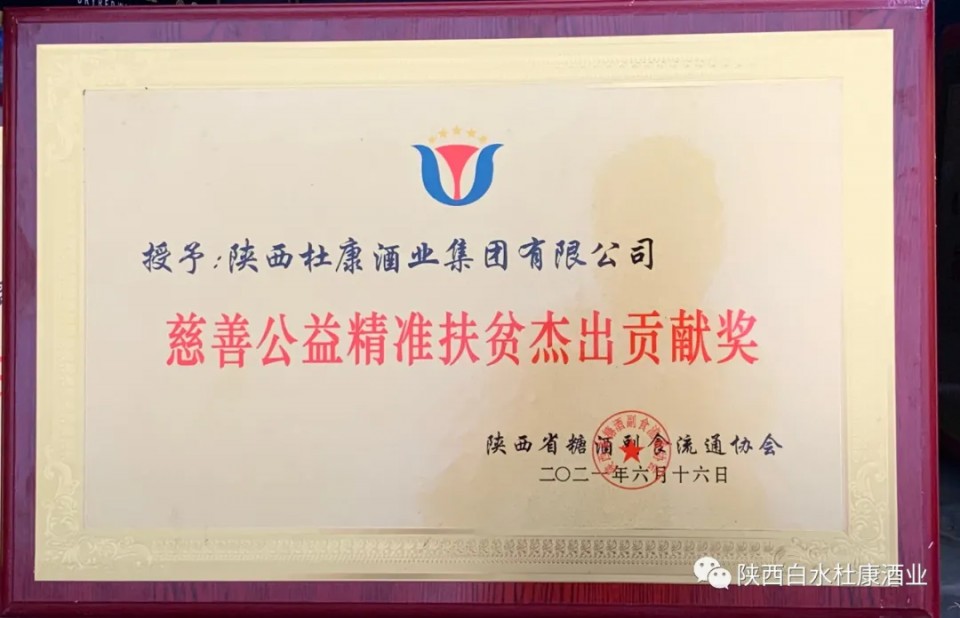 授予:陕西杜康酒业集团有限公司
慈善公益精准扶贫杰出贡献奖
陕西省糖酒副食流通协会
二〇二一年六月十六日
陕西白水杜康酒业